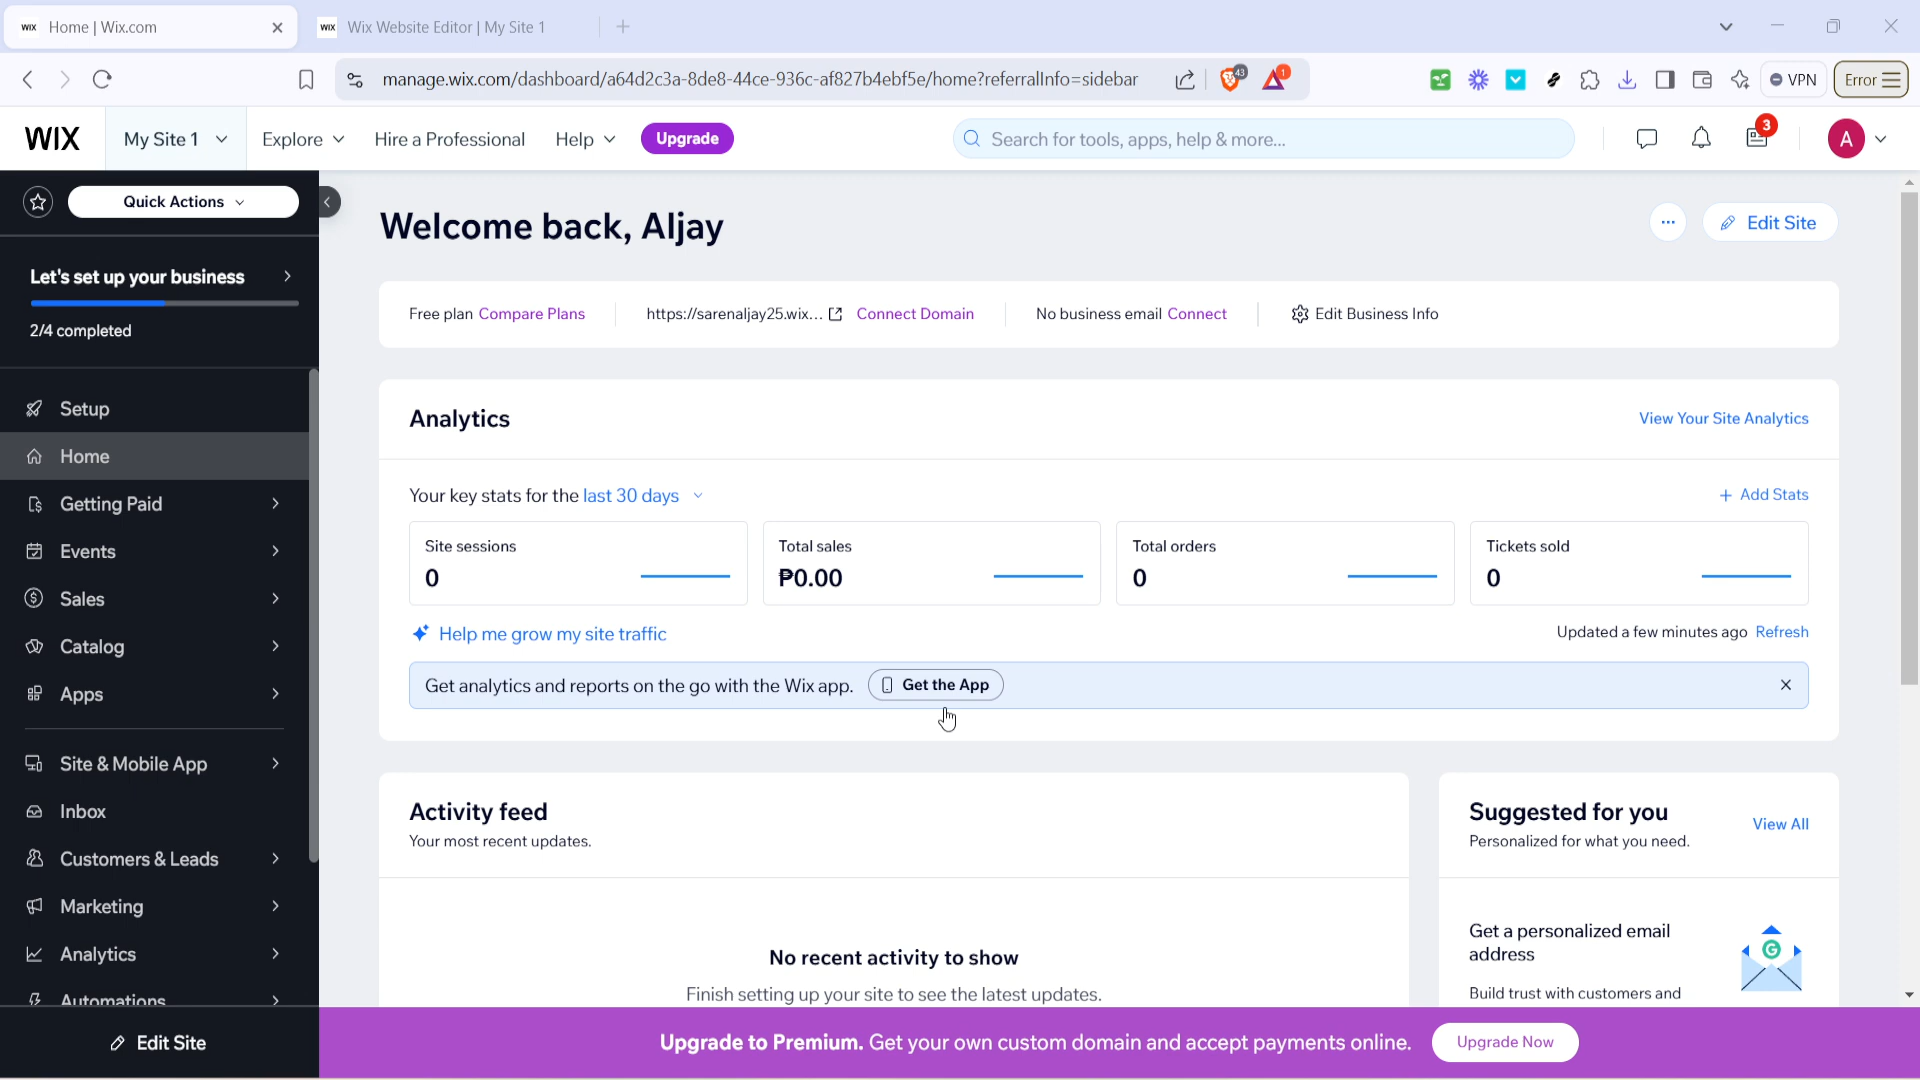 WIX Home | Wix.com
WIX Wix Website Editor | My Site 1
manage.wix.com/dashboard/a64d2c3a-8de8-44ce-936c-af827b4ebf5e/home?referralInfo=sidebar
43
1
VPN
Error
WIX
My Site 1
Explore
Hire a Professional
Help
Upgrade
Search for tools, apps, help & more...
3
A
Quick Actions
Let's set up your business
2/4 completed
Setup
Home
Getting Paid
Events
Sales
Catalog
Apps
Site & Mobile App
Inbox
Customers & Leads
Marketing
Analytics
Automations
Edit Site
Welcome back, Aljay
Edit Site
Free plan Compare Plans
https://sarenaljay25.wix... Connect Domain
No business email Connect
Edit Business Info
Analytics
View Your Site Analytics
Your key stats for the last 30 days
+ Add Stats
Site sessions
0
Total sales
₱0.00
Total orders
0
Tickets sold
0
Help me grow my site traffic
Updated a few minutes ago Refresh
Get analytics and reports on the go with the Wix app. Get the App
Activity feed
Your most recent updates.
No recent activity to show
Finish setting up your site to see the latest updates.
Suggested for you
Personalized for what you need.
View All
Get a personalized email
address
G
Build trust with customers and
Upgrade to Premium. Get your own custom domain and accept payments online. Upgrade Now